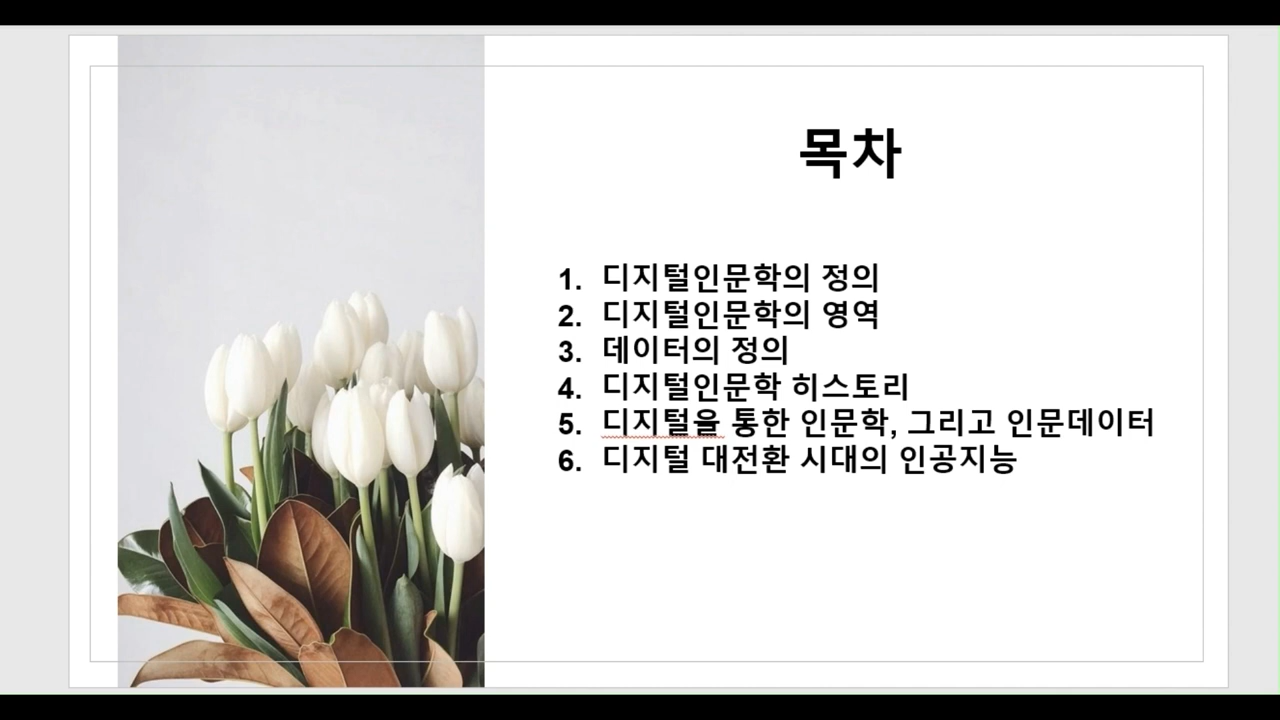 목차
1. 디지털인문학의 정의
2. 디지털인문학의 영역
3. 데이터의 정의
4. 디지털인문학 히스토리
5. 디지털을 통한 인문학, 그리고 인문데이터
6. 디지털 대전환 시대의 인공지능